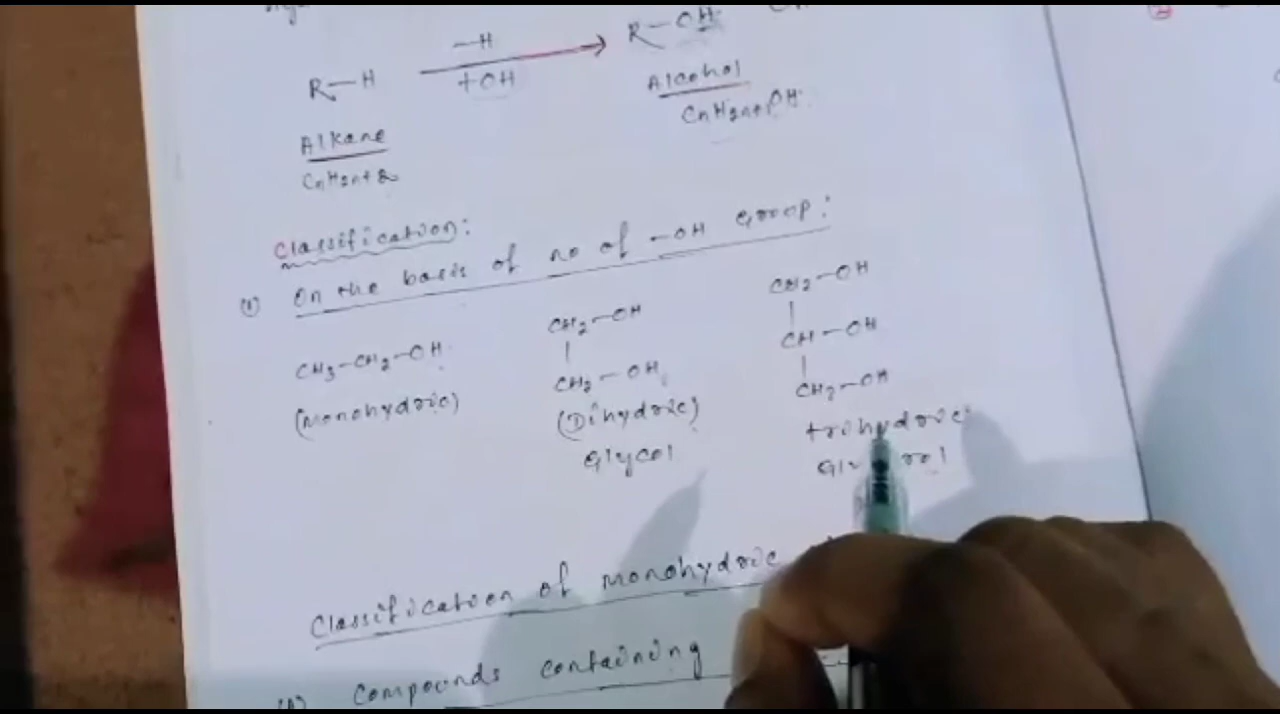 R—H —H +OH R—OH
Alkane Alcohol
CnH2n+2 CnH2n+1OH
Classification:
(1) On the basis of no of —OH Group:
CH3—CH2—OH
(Monohydric)
CH2—OH
|
CH2—OH
(Dihydric)
Glycol
CH2—OH
|
CH—OH
|
CH2—OH
trihydric
Classification of monohydric
(A) Compounds containing